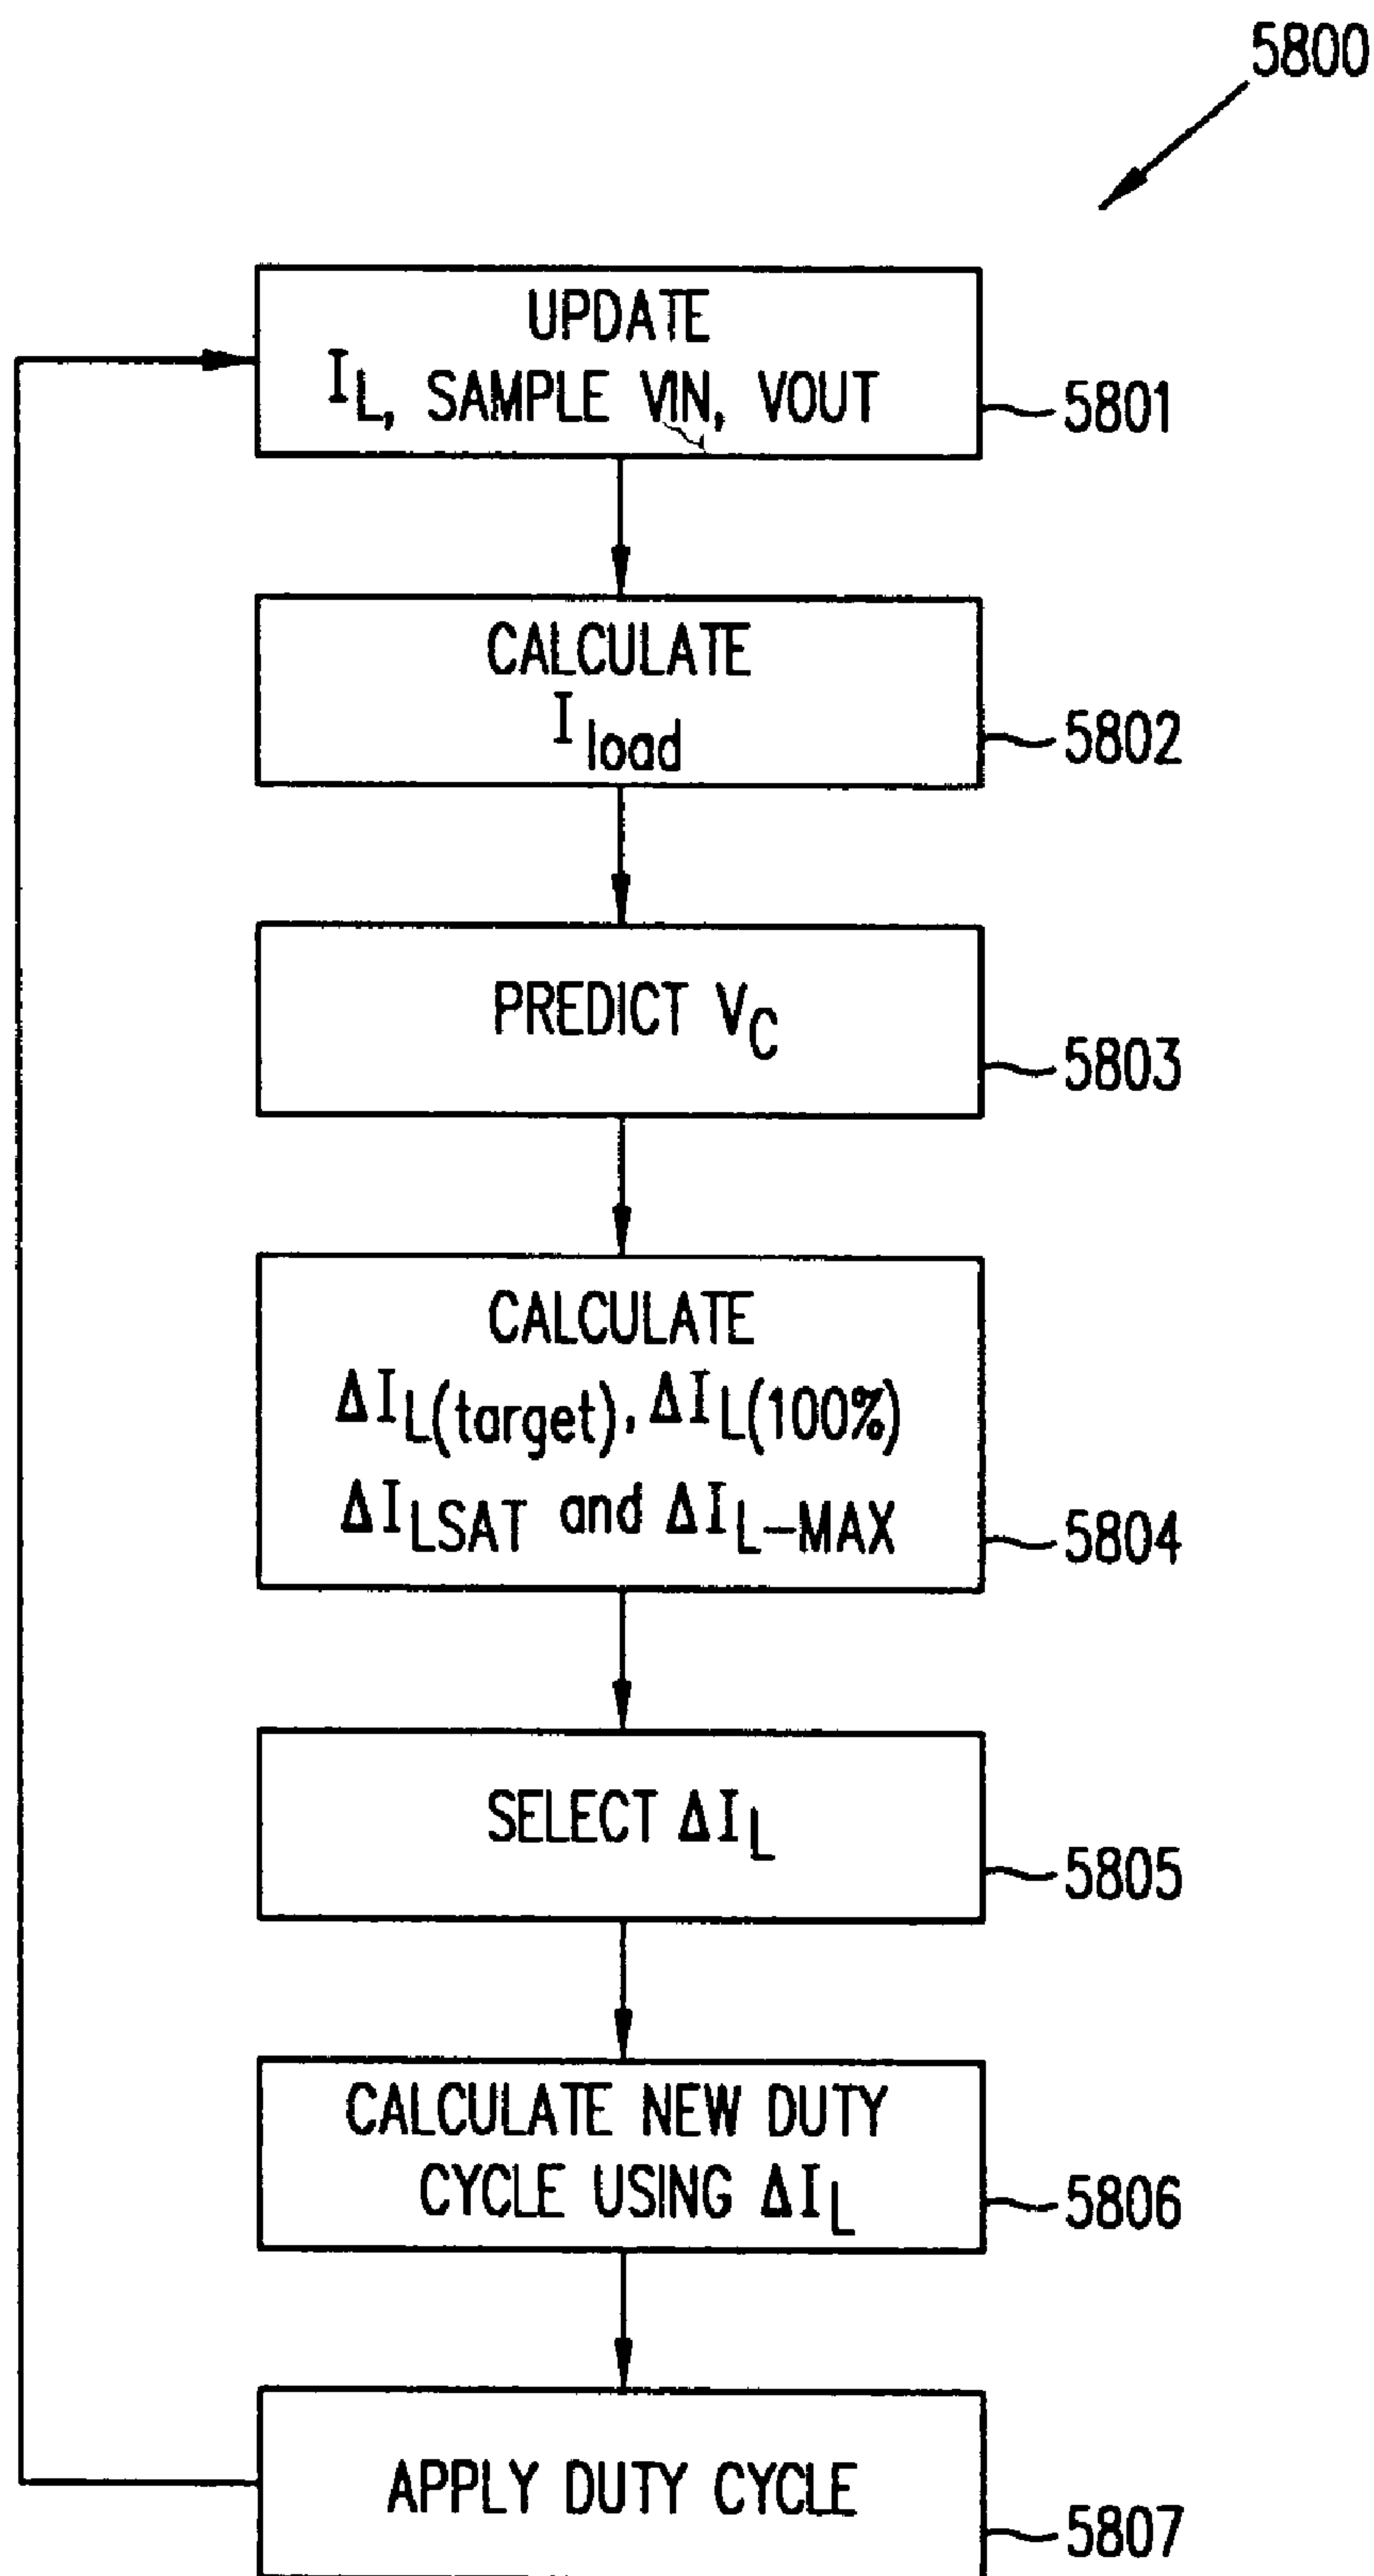 5800
UPDATE
IL, SAMPLE VIN, VOUT
5801
CALCULATE
Iload
5802
PREDICT VC
5803
CALCULATE
ΔIL(target), ΔIL(100%)
ΔILSAT and ΔIL-MAX
5804
SELECT ΔIL
5805
CALCULATE NEW DUTY
CYCLE USING ΔIL
5806
APPLY DUTY CYCLE
5807